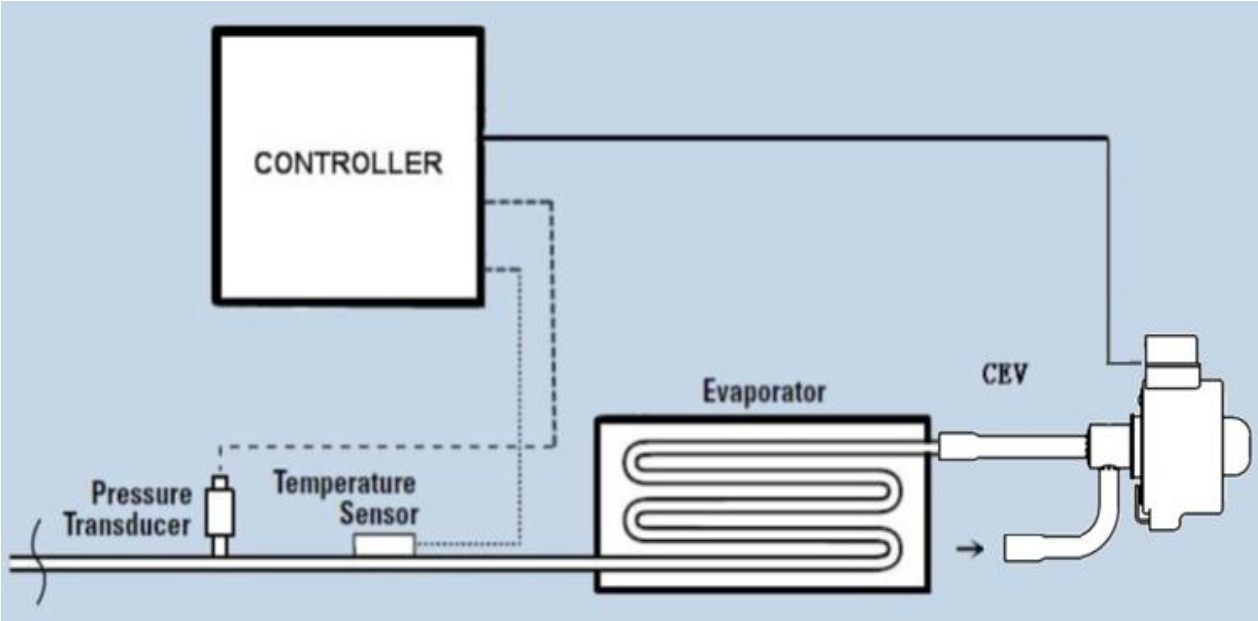 CONTROLLER
CEV
Evaporator
Pressure
Transducer
Temperature
Sensor